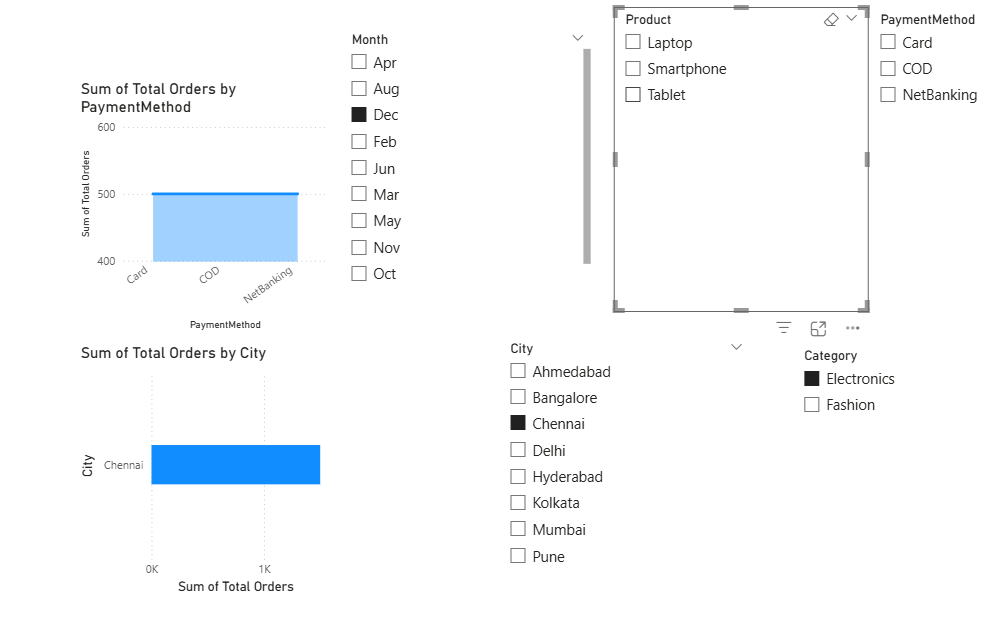 Sum of Total Orders by
PaymentMethod
600
500
400
Sum of Total Orders
Card
COD
NetBanking
PaymentMethod
Month
Apr
Aug
Dec
Feb
Jun
Mar
May
Nov
Oct
Product
Laptop
Smartphone
Tablet
PaymentMethod
Card
COD
NetBanking
Sum of Total Orders by City
City
Chennai
0K
1K
Sum of Total Orders
City
Ahmedabad
Bangalore
Chennai
Delhi
Hyderabad
Kolkata
Mumbai
Pune
Category
Electronics
Fashion